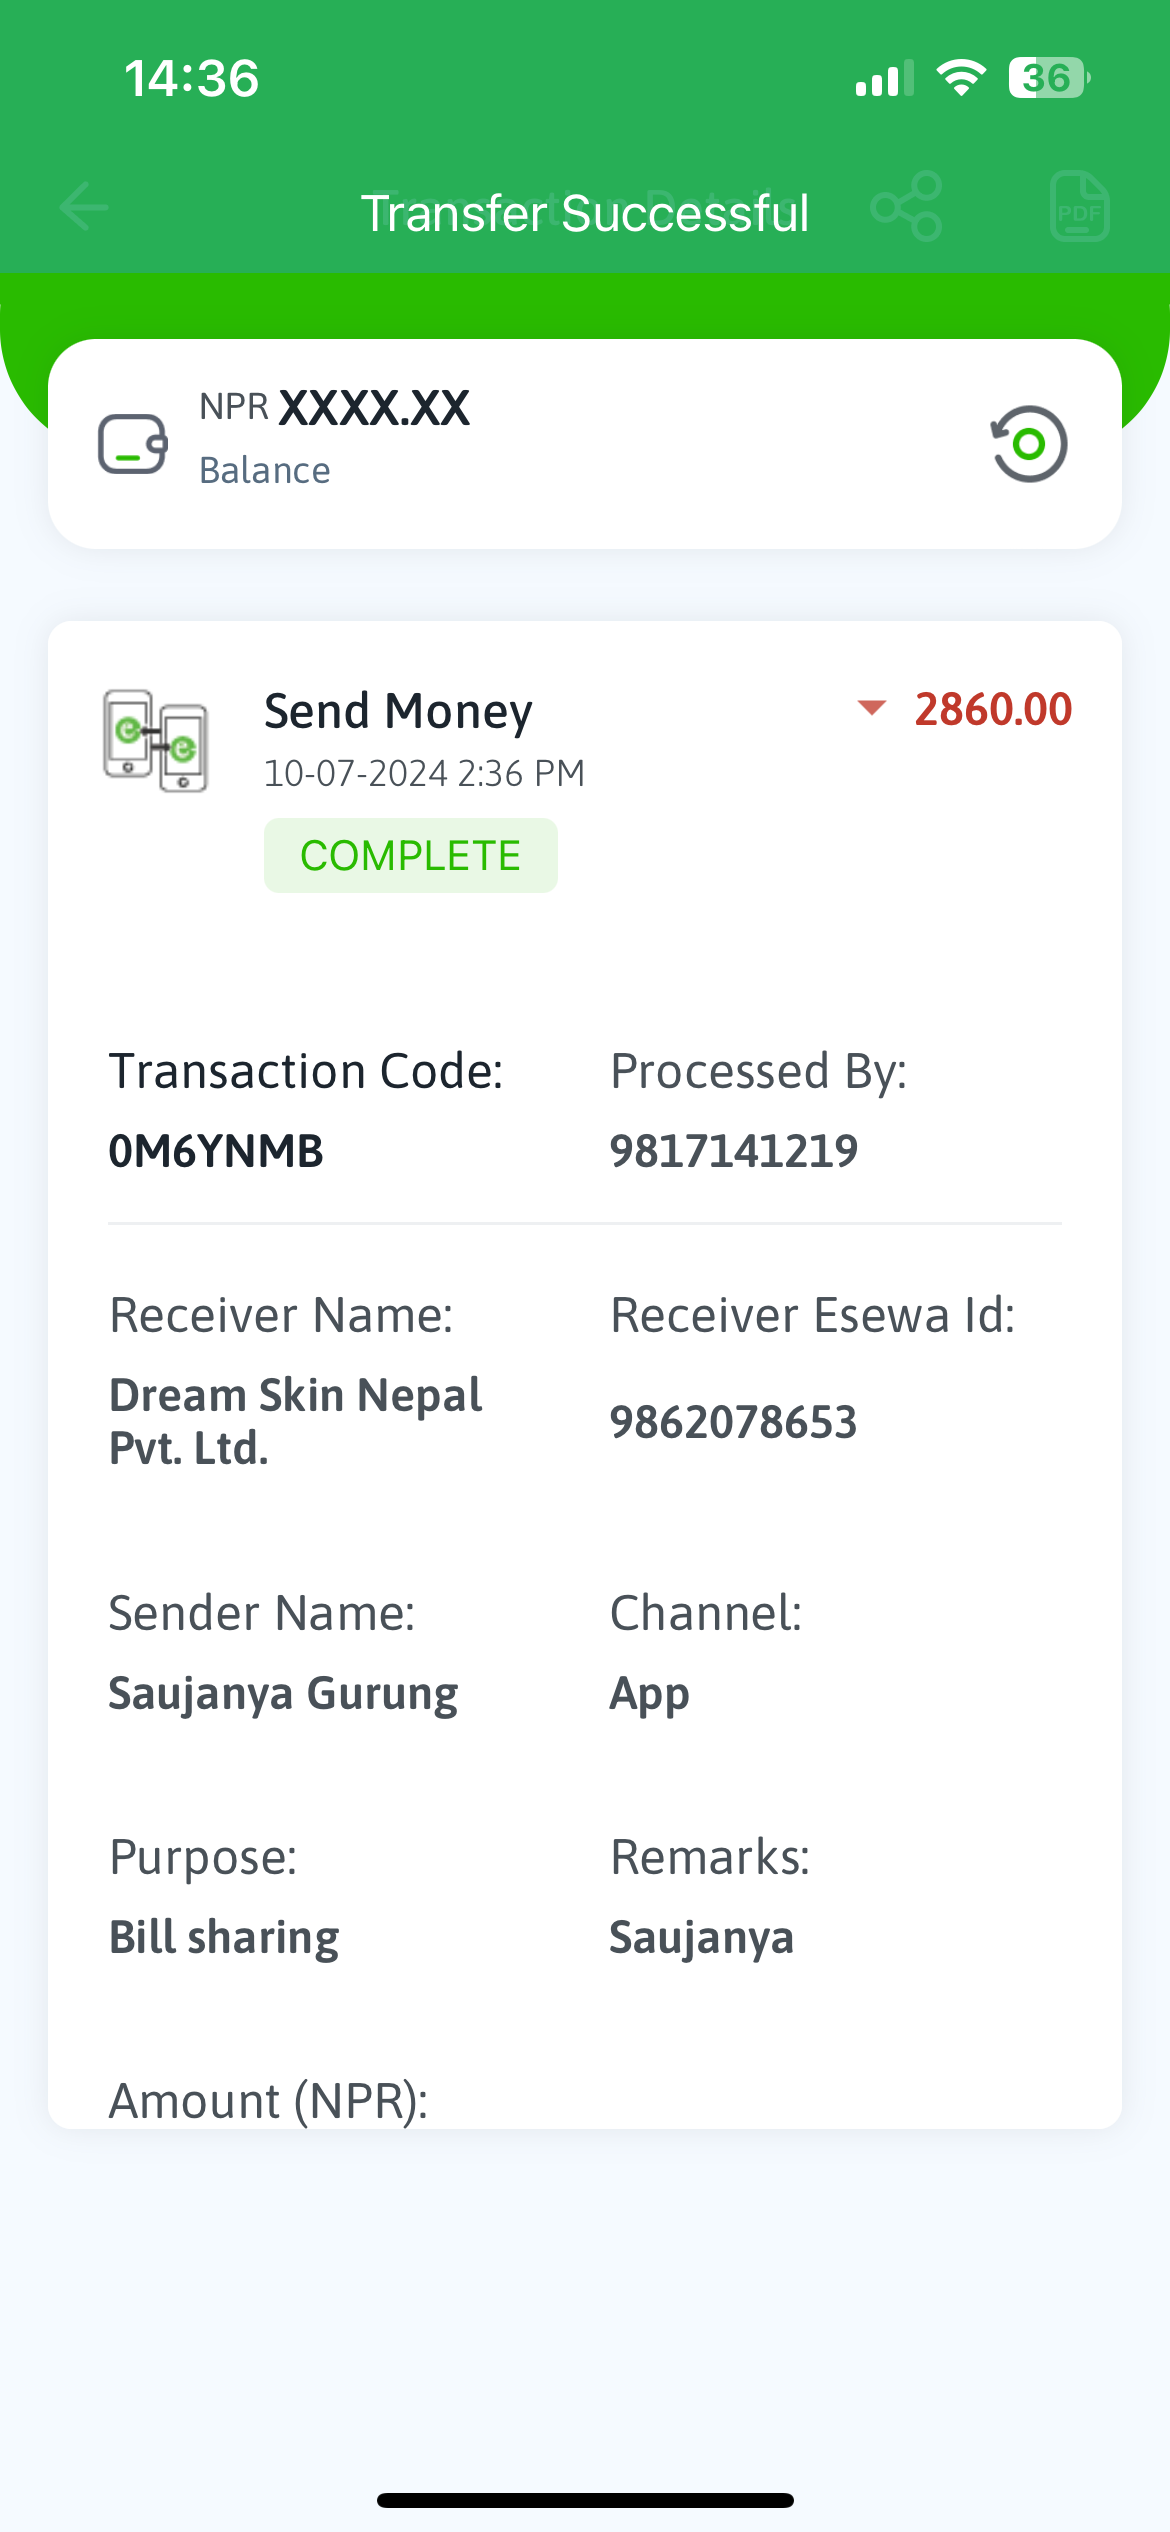 14:36
36
Transaction Details
Transfer Successful
PDF
NPR XXXX.XX
Balance
Send Money
2860.00
10-07-2024 2:36 PM
COMPLETE
Transaction Code:
Processed By:
0M6YNMB
9817141219
Receiver Name:
Receiver Esewa Id:
Dream Skin Nepal
Pvt. Ltd.
9862078653
Sender Name:
Channel:
Saujanya Gurung
App
Purpose:
Remarks:
Bill sharing
Saujanya
Amount (NPR):